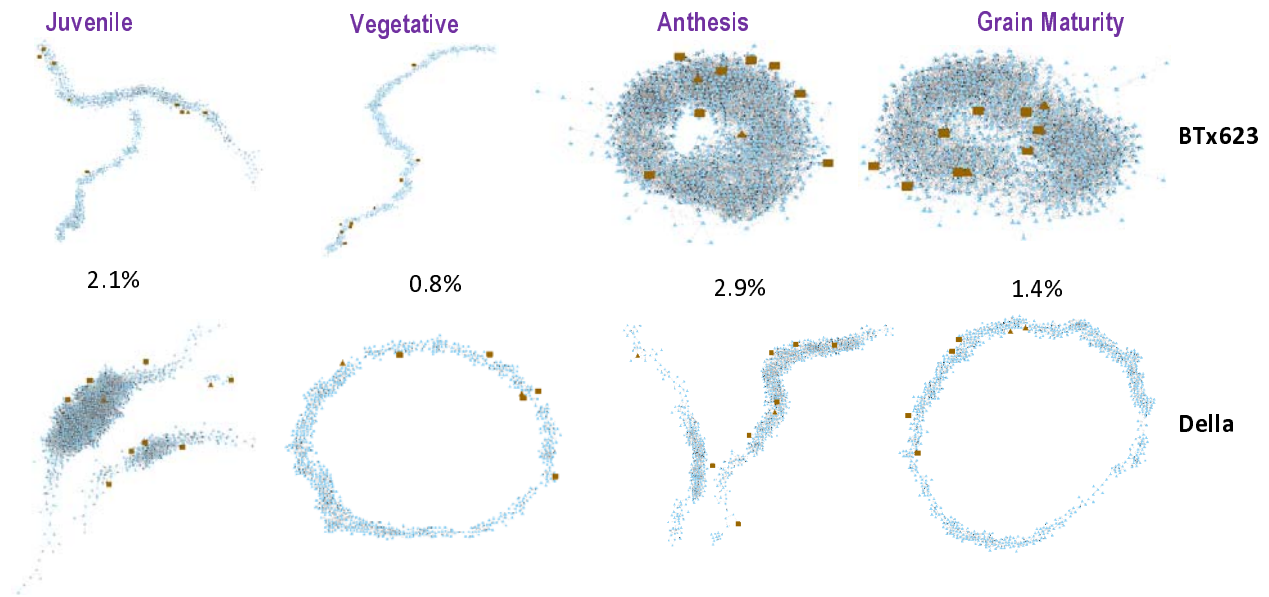 Juvenile
Vegetative
Anthesis
Grain Maturity
BTx623
2.1%
0.8%
2.9%
1.4%
Della